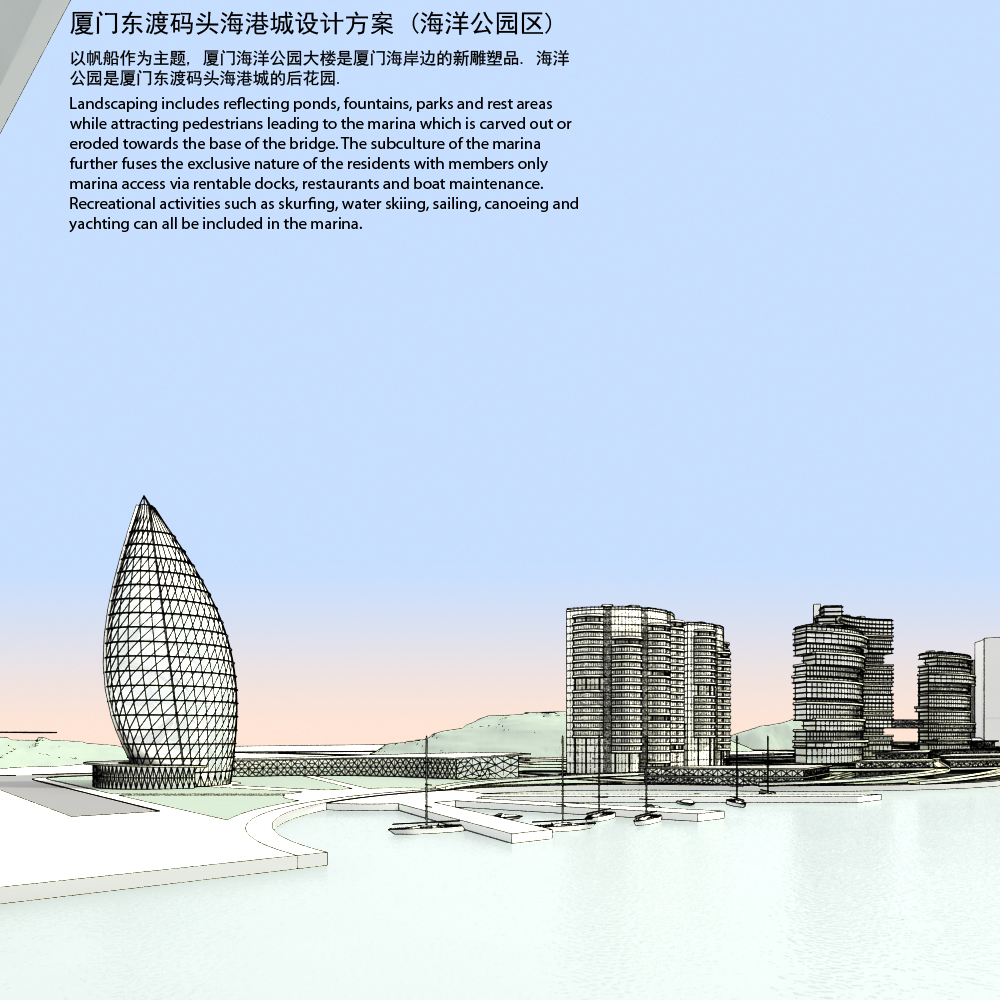 厦门东渡码头海港城设计方案（海洋公园区）
以帆船作为主题，厦门海洋公园大楼是厦门海岸边的新雕塑品. 海洋
公园是厦门东渡码头海港城的后花园.
Landscaping includes reflecting ponds, fountains, parks and rest areas
while attracting pedestrians leading to the marina which is carved out or
eroded towards the base of the bridge. The subculture of the marina
further fuses the exclusive nature of the residents with members only
marina access via rentable docks, restaurants and boat maintenance.
Recreational activities such as skurfing, water skiing, sailing, canoeing and
yachting can all be included in the marina.